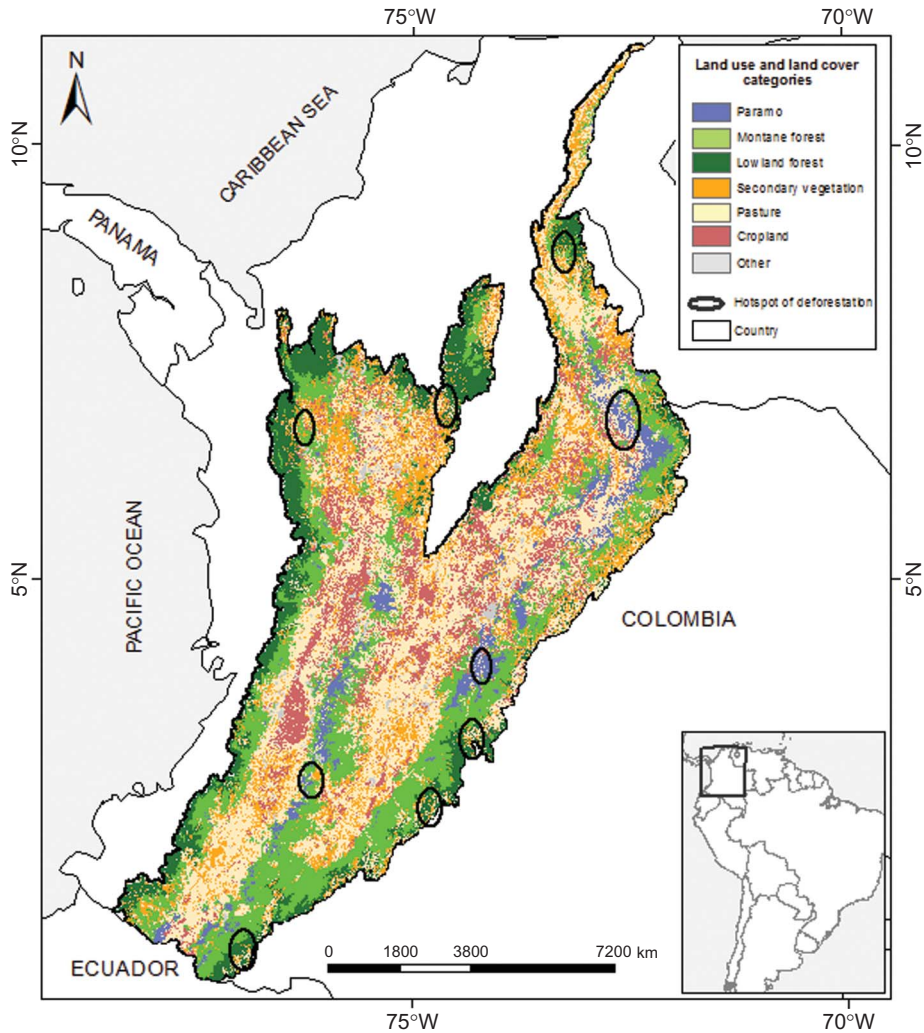 75°W 70°W
N
10°N
10°N
5°N
5°N
CARIBBEAN SEA
PANAMA
PACIFIC OCEAN
COLOMBIA
ECUADOR
Land use and land cover
categories
Paramo
Montane forest
Lowland forest
Secondary vegetation
Pasture
Cropland
Other
Hotspot of deforestation
Country
0 1800 3800 7200 km
75°W 70°W